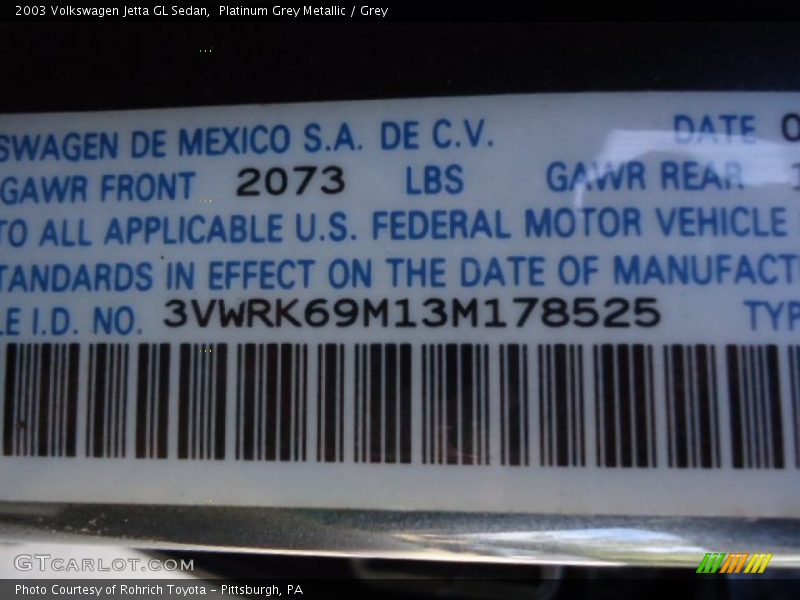 2003 Volkswagen Jetta GL Sedan, Platinum Grey Metallic / Grey
SWAGEN DE MEXICO S.A. DE C.V. DATE 0
GAWR FRONT 2073 LBS GAWR REAR 1
TO ALL APPLICABLE U.S. FEDERAL MOTOR VEHICLE
TANDARDS IN EFFECT ON THE DATE OF MANUFACT
LE I.D. NO. 3VWRK69M13M178525 TYP
GTCARLOT.COM
Photo Courtesy of Rohrich Toyota - Pittsburgh, PA